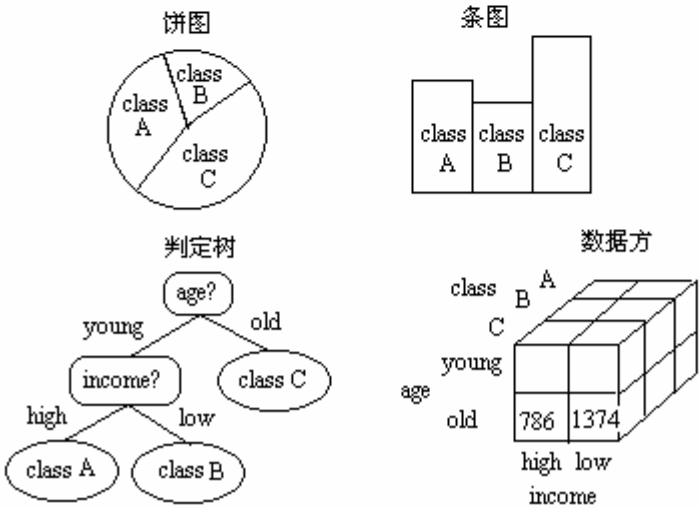 饼图
class
A
class
B
class
C
条图
class
A
class
B
class
C
判定树
age?
young
old
income?
class C
high
low
class A
class B
数据方
class
A
B
C
age
young
old
786
1374
high
low
income